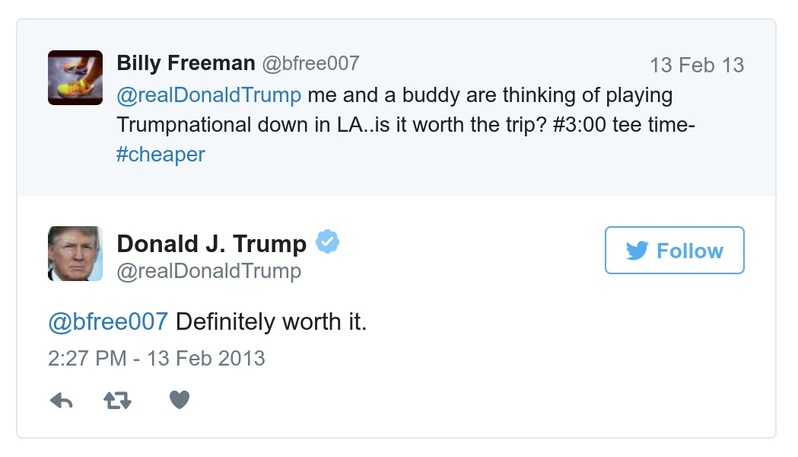 Billy Freeman @bfree007 13 Feb 13
@realDonaldTrump me and a buddy are thinking of playing
Trumpnational down in LA..is it worth the trip? #3:00 tee time-
#cheaper
Donald J. Trump
@realDonaldTrump
Follow
@bfree007 Definitely worth it.
2:27 PM - 13 Feb 2013